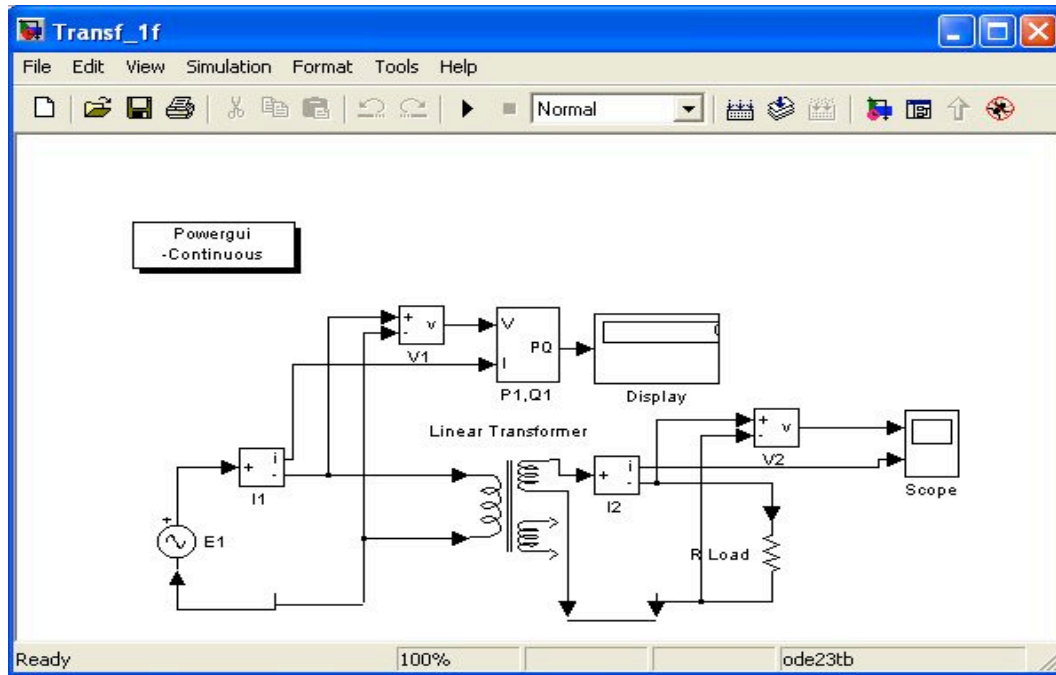 Transf_1f
File Edit View Simulation Format Tools Help
Normal
Powergui
-Continuous
+
-
v
V1
V
I
PQ
P1,Q1
Display
Linear Transformer
+
-
v
V2
Scope
+
i
-
I1
+
i
-
I2
+
E1
R Load
Ready 100% ode23tb